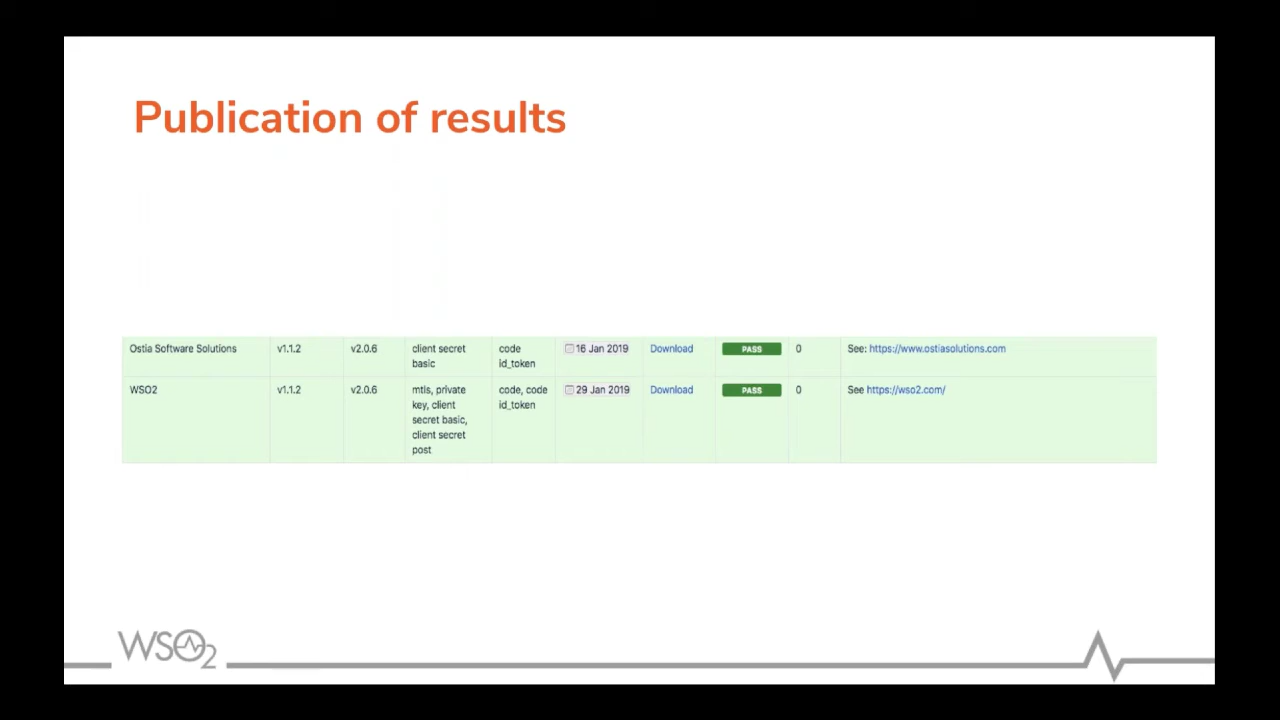 Publication of results
Ostia Software Solutions v1.1.2 v2.0.6 client secret code 16 Jan 2019 Download PASS 0 See: https://www.ostiasolutions.com
basic id_token
WSO2 v1.1.2 v2.0.6 mtls, private code, code 29 Jan 2019 Download PASS 0 See https://wso2.com/
key, client id_token
secret basic,
client secret
post
WSO2